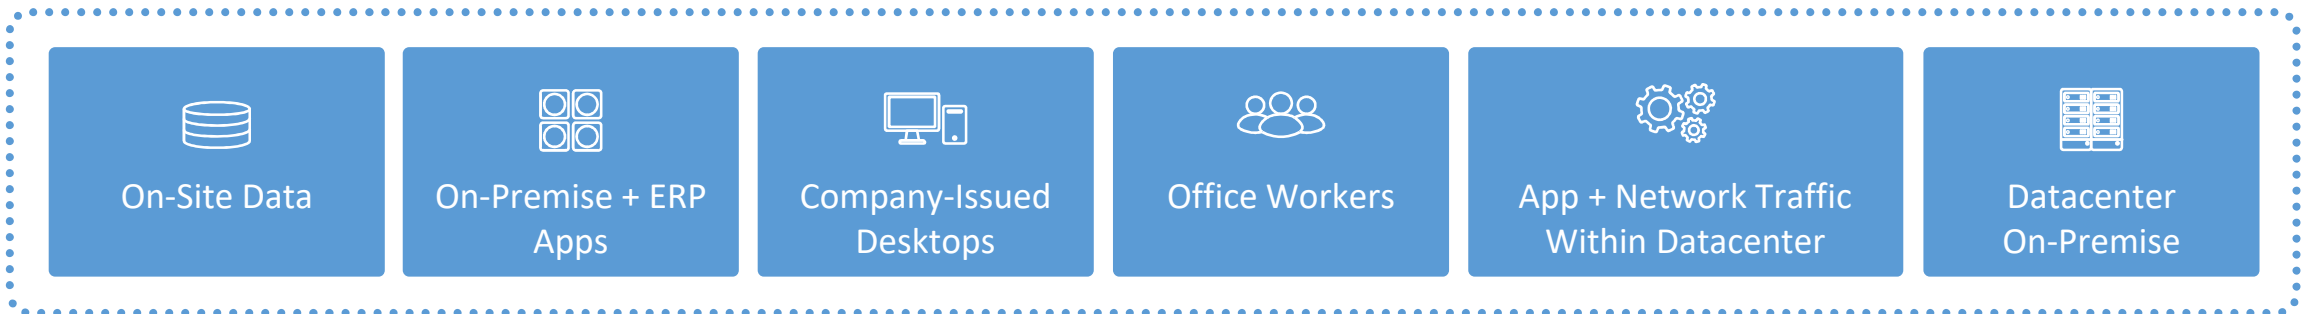 On-Site Data
On-Premise + ERP
Apps
Company-Issued
Desktops
Office Workers
App + Network Traffic
Within Datacenter
Datacenter
On-Premise